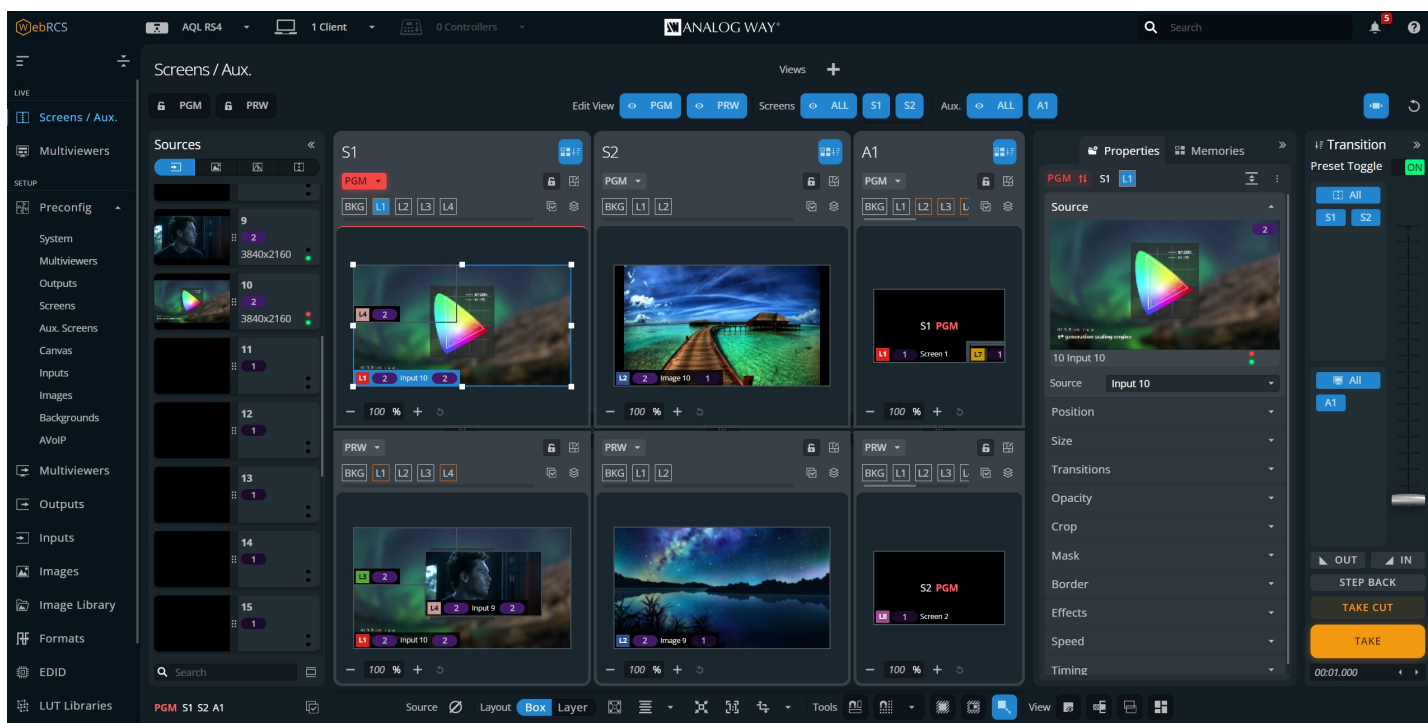 WebRCS
AQL RS4
1 Client
0 Controllers
ANALOG WAY®
Search
5
Screens / Aux.
Views
LIVE
Screens / Aux.
Multiviewers
SETUP
Preconfig
System
Multiviewers
Outputs
Screens
Aux. Screens
Canvas
Inputs
Images
Backgrounds
AVoIP
Multiviewers
Outputs
Inputs
Images
Image Library
Formats
EDID
LUT Libraries
PGM
PRW
Edit View
PGM
PRW
Screens
ALL
S1
S2
Aux.
ALL
A1
Sources
9
2
3840x2160
10
2
3840x2160
11
1
12
1
13
1
14
1
15
1
Search
S1
PGM
BKG L1 L2 L3 L4
L4 2
L1 2 Input 10 2
100 %
PRW
BKG L1 L2 L3 L4
L3 2
L4 2 Input 9 2
L1 2 Input 10 2
100 %
S2
PGM
BKG L1 L2
L2 2 Image 10 1
100 %
PRW
BKG L1 L2
L2 2 Image 9 1
100 %
A1
PGM
BKG L1 L2 L3
S1 PGM
L1 1 Screen 1
L7 1
100 %
PRW
BKG L1 L2 L3
S2 PGM
L8 1 Screen 2
100 %
Properties
Memories
PGM S1 L1
Source
2
5th generation scaling engine
10 Input 10
Source Input 10
Position
Size
Transitions
Opacity
Crop
Mask
Border
Effects
Speed
Timing
Transition
Preset Toggle ON
All
S1 S2
All
A1
OUT
IN
STEP BACK
TAKE CUT
TAKE
00:01.000
PGM S1 S2 A1
Source
Layout
Box
Layer
Tools
View